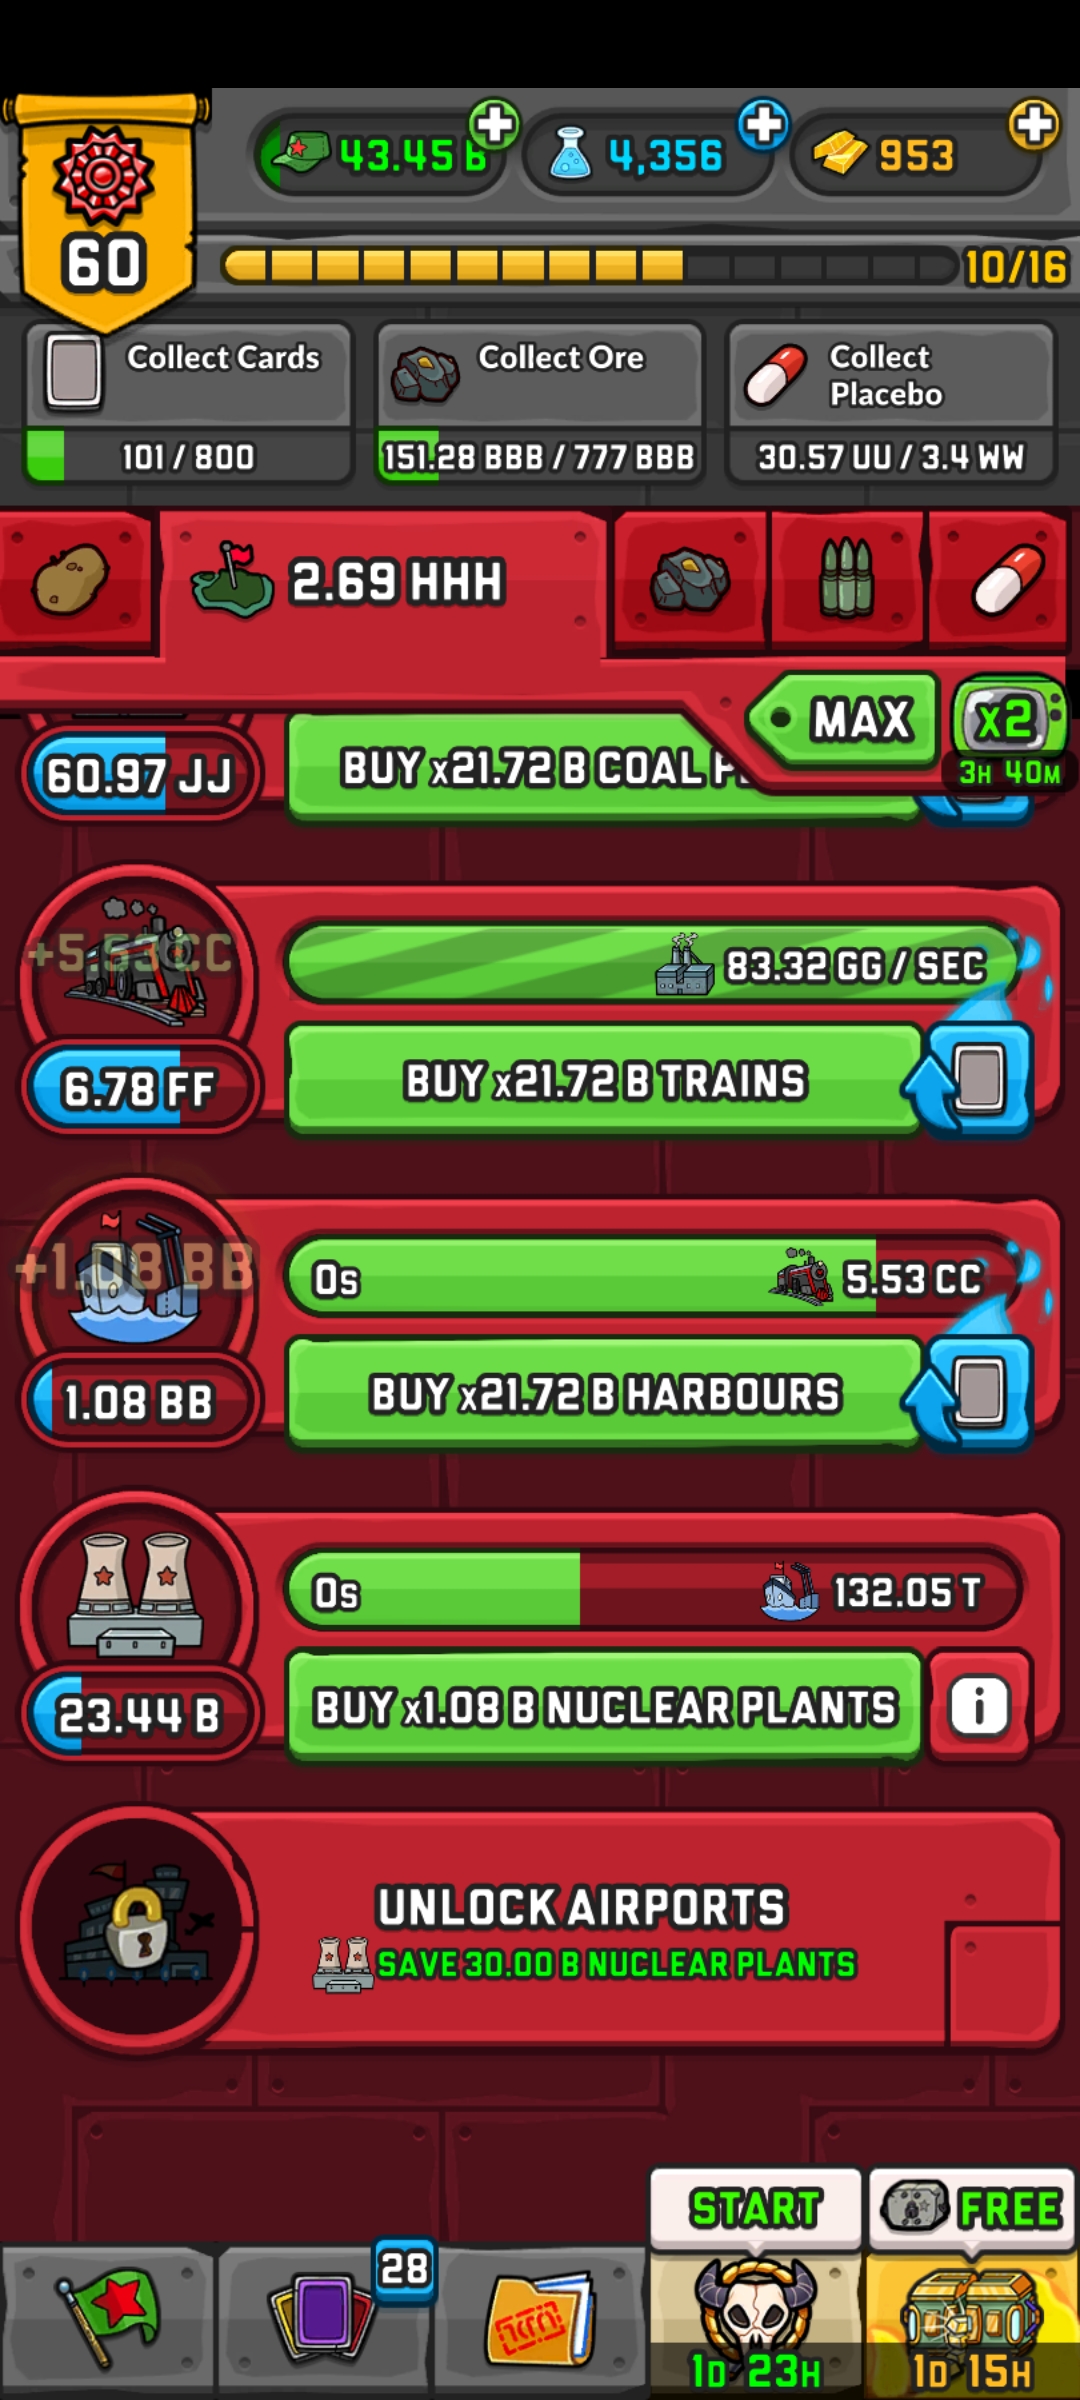 60
43.45 B
4,356
953
10/16
Collect Cards
101 / 800
Collect Ore
151.28 BBB / 777 BBB
Collect
Placebo
30.57 UU / 3.4 WW
2.69 HHH
MAX
x2
3H 40M
60.97 JJ
BUY x21.72 B COAL
+5.53 CC
83.32 GG / SEC
6.78 FF
BUY x21.72 B TRAINS
+1.08 BB
0s
5.53 CC
1.08 BB
BUY x21.72 B HARBOURS
0s
132.05 T
23.44 B
BUY x1.08 B NUCLEAR PLANTS
i
UNLOCK AIRPORTS
SAVE 30.00 B NUCLEAR PLANTS
START
FREE
28
1D 23H
1D 15H